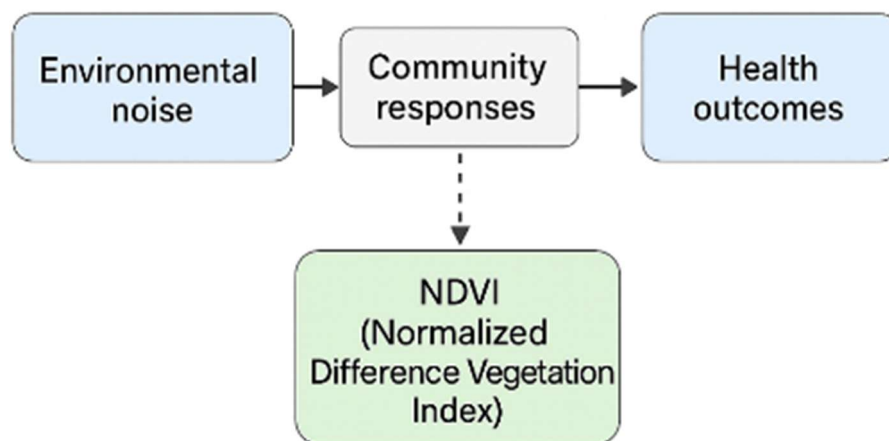 Environmental
noise
Community
responses
Health
outcomes
NDVI
(Normalized
Difference Vegetation
Index)